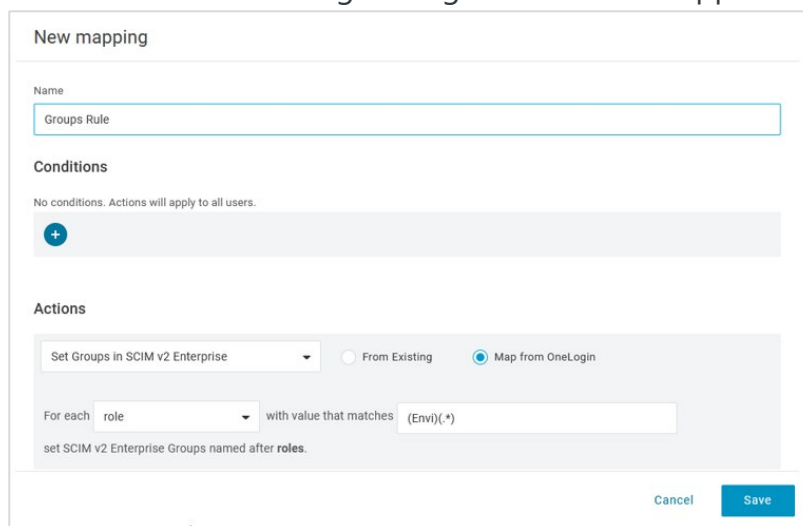 New mapping
Name
Groups Rule
Conditions
No conditions. Actions will apply to all users.
+
Actions
Set Groups in SCIM v2 Enterprise From Existing Map from OneLogin
For each role with value that matches (Envi)(.*)
set SCIM v2 Enterprise Groups named after roles.
Cancel Save